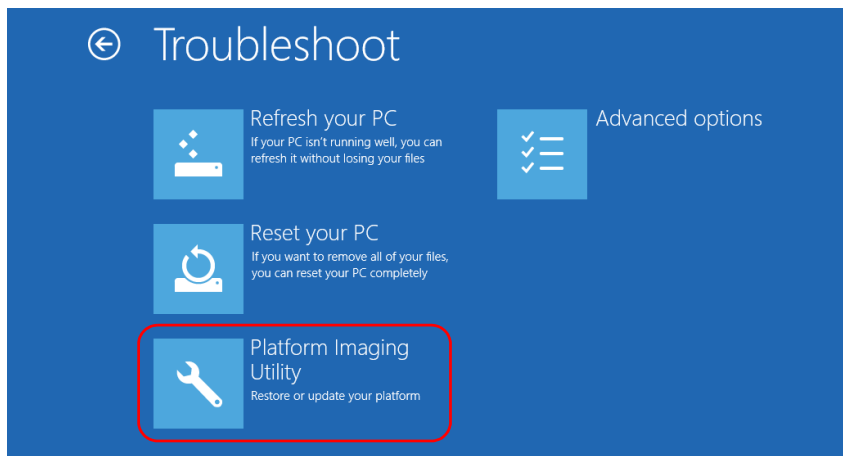 Troubleshoot
Refresh your PC
If your PC isn't running well, you can
refresh it without losing your files
Advanced options
Reset your PC
If you want to remove all of your files,
you can reset your PC completely
Platform Imaging
Utility
Restore or update your platform